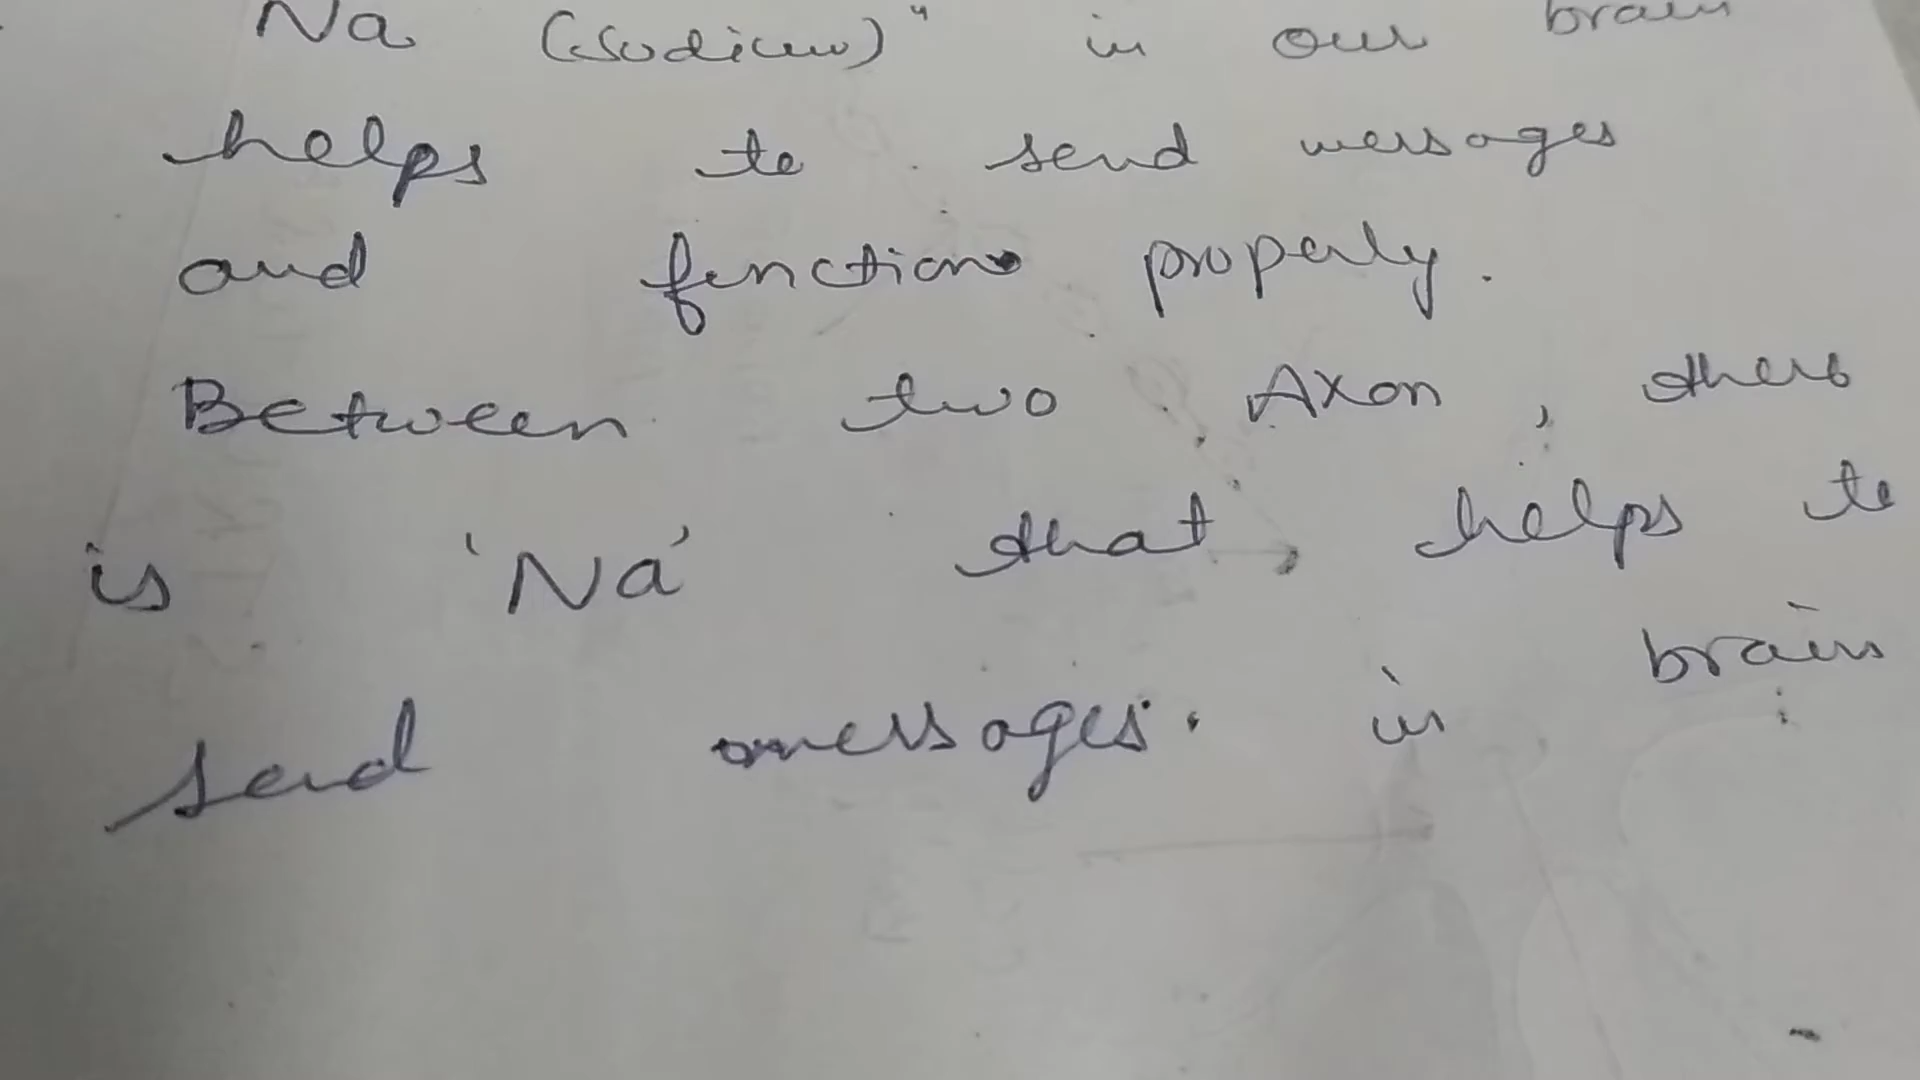 Na (Sodium)" in our brain
helps to send messages
and function properly.
Between two Axon, there
is 'Na' that helps to
send messages. in brain